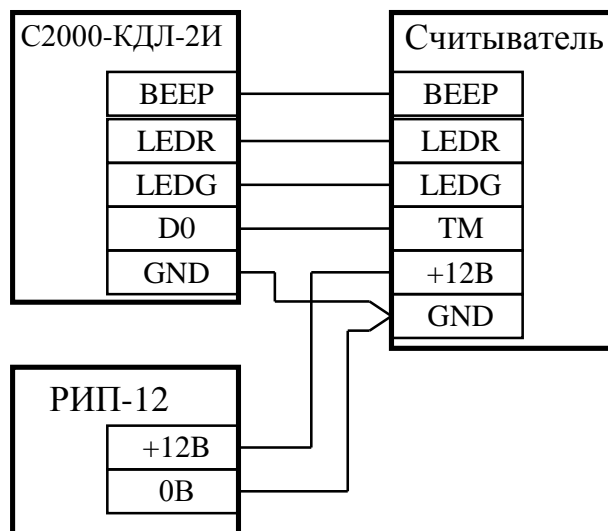 С2000-КДЛ-2И
BEEP
LEDR
LEDG
D0
GND
Считыватель
BEEP
LEDR
LEDG
TM
+12В
GND
РИП-12
+12В
0В